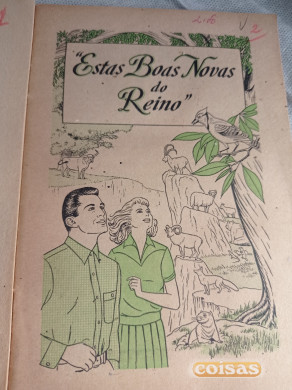 "Estas Boas Novas
do
Reino"
coisas